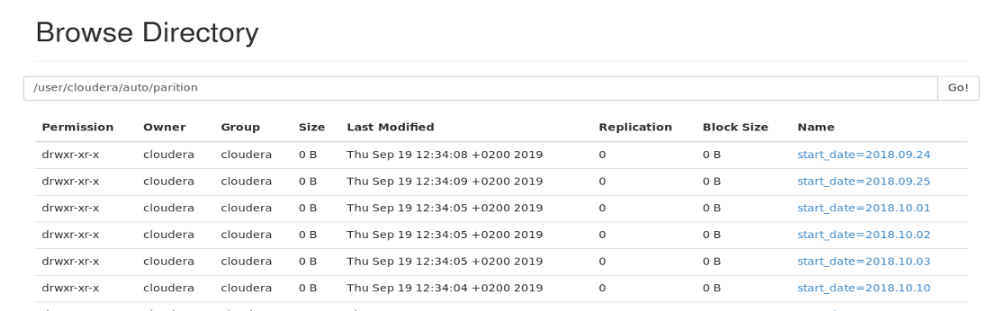 Browse Directory
/user/cloudera/auto/parition Go!
Permission Owner Group Size Last Modified Replication Block Size Name
drwxr-xr-x cloudera cloudera 0 B Thu Sep 19 12:34:08 +0200 2019 0 0 B start_date=2018.09.24
drwxr-xr-x cloudera cloudera 0 B Thu Sep 19 12:34:09 +0200 2019 0 0 B start_date=2018.09.25
drwxr-xr-x cloudera cloudera 0 B Thu Sep 19 12:34:05 +0200 2019 0 0 B start_date=2018.10.01
drwxr-xr-x cloudera cloudera 0 B Thu Sep 19 12:34:05 +0200 2019 0 0 B start_date=2018.10.02
drwxr-xr-x cloudera cloudera 0 B Thu Sep 19 12:34:05 +0200 2019 0 0 B start_date=2018.10.03
drwxr-xr-x cloudera cloudera 0 B Thu Sep 19 12:34:04 +0200 2019 0 0 B start_date=2018.10.10